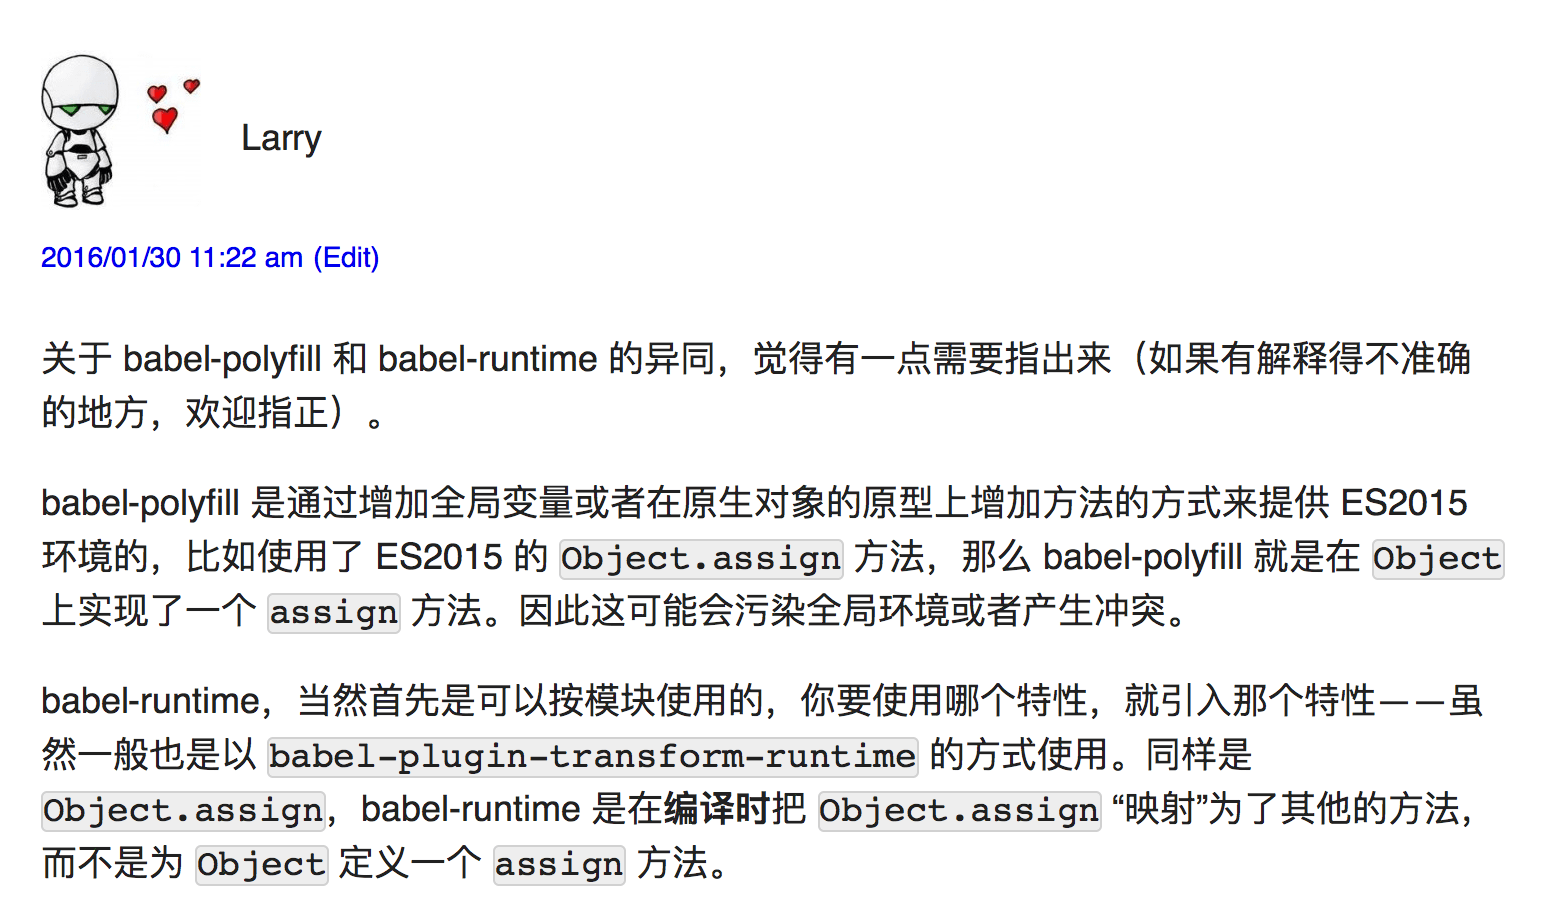 Larry
2016/01/30 11:22 am (Edit)
关于 babel-polyfill 和 babel-runtime 的异同，觉得有一点需要指出来（如果有解释得不准确
的地方，欢迎指正）。
babel-polyfill 是通过增加全局变量或者在原生对象的原型上增加方法的方式来提供 ES2015
环境的，比如使用了 ES2015 的 Object.assign 方法，那么 babel-polyfill 就是在 Object
上实现了一个 assign 方法。因此这可能会污染全局环境或者产生冲突。
babel-runtime，当然首先是可以按模块使用的，你要使用哪个特性，就引入那个特性——虽
然一般也是以 babel-plugin-transform-runtime 的方式使用。同样是
Object.assign，babel-runtime 是在编译时把 Object.assign “映射”为了其他的方法，
而不是为 Object 定义一个 assign 方法。